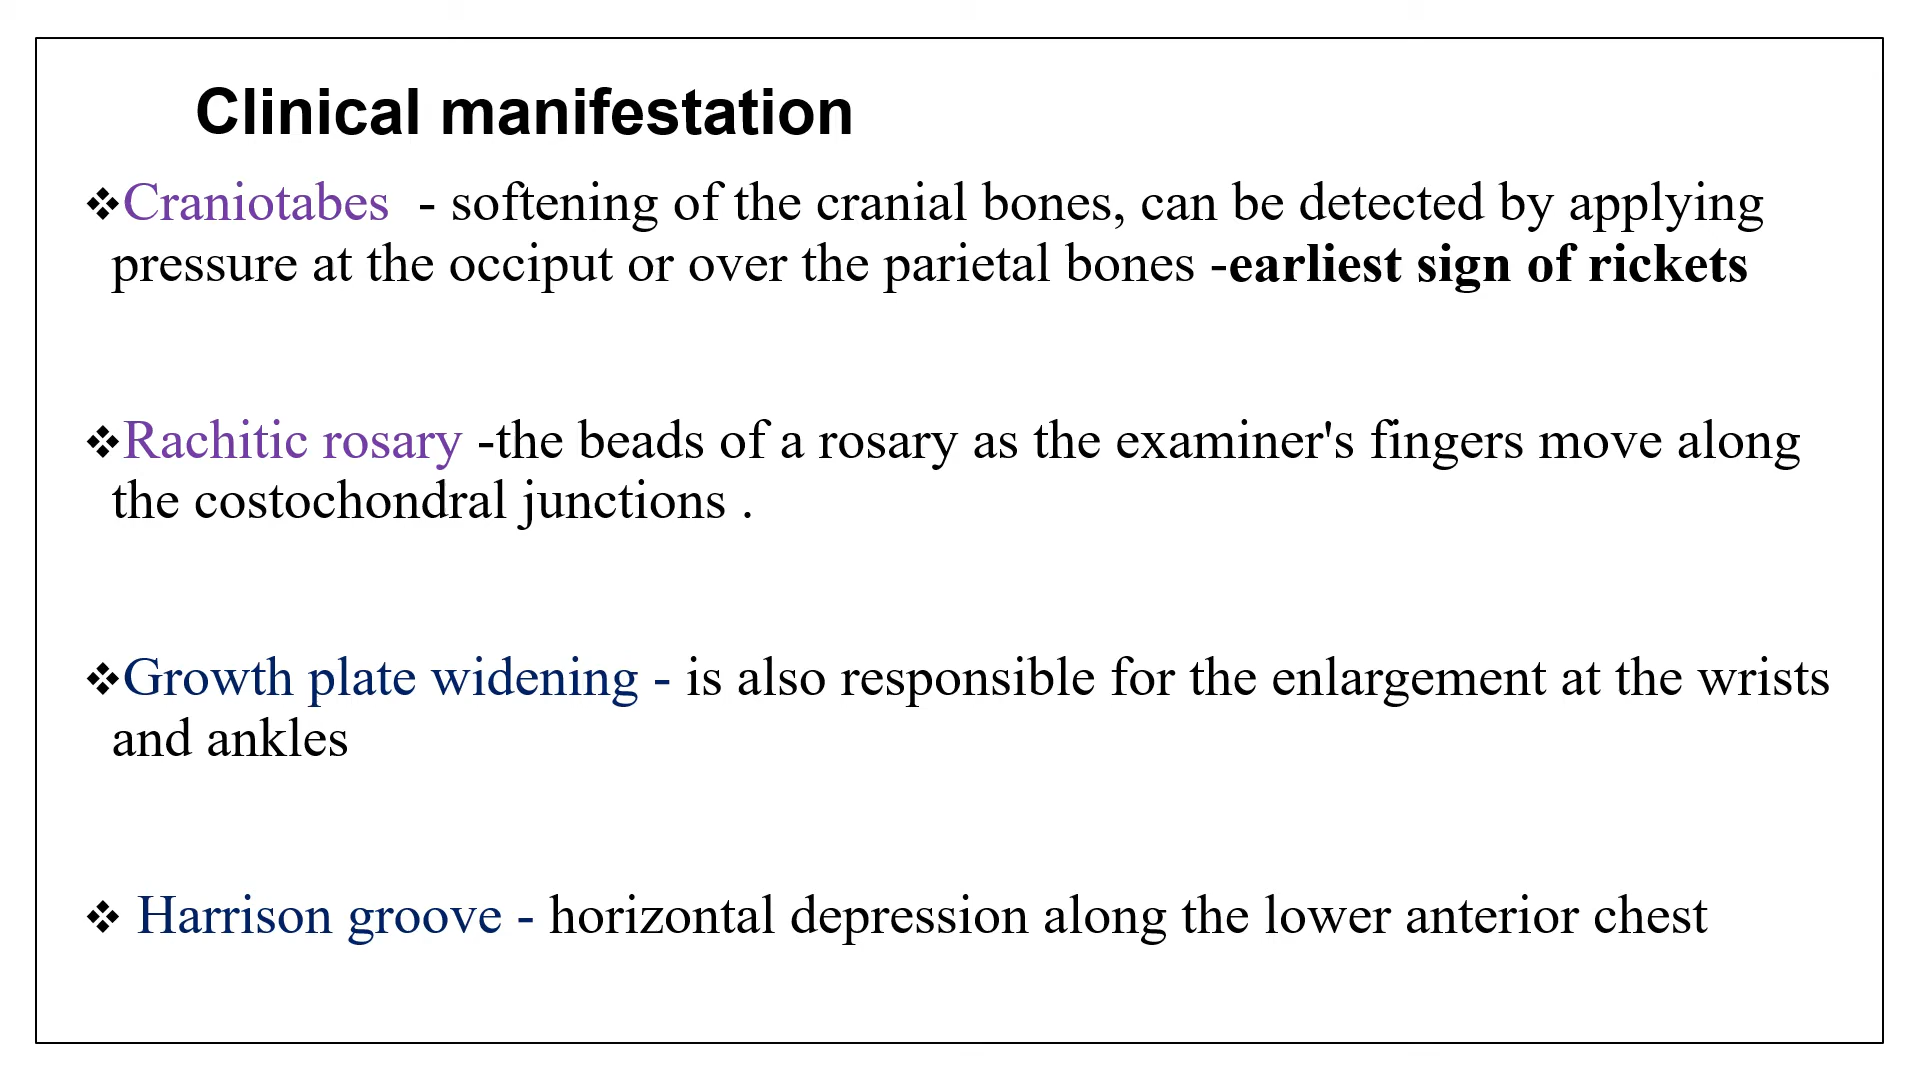 Clinical manifestation
❖Craniotabes - softening of the cranial bones, can be detected by applying
pressure at the occiput or over the parietal bones -earliest sign of rickets
❖Rachitic rosary -the beads of a rosary as the examiner's fingers move along
the costochondral junctions .
❖Growth plate widening - is also responsible for the enlargement at the wrists
and ankles
❖ Harrison groove - horizontal depression along the lower anterior chest